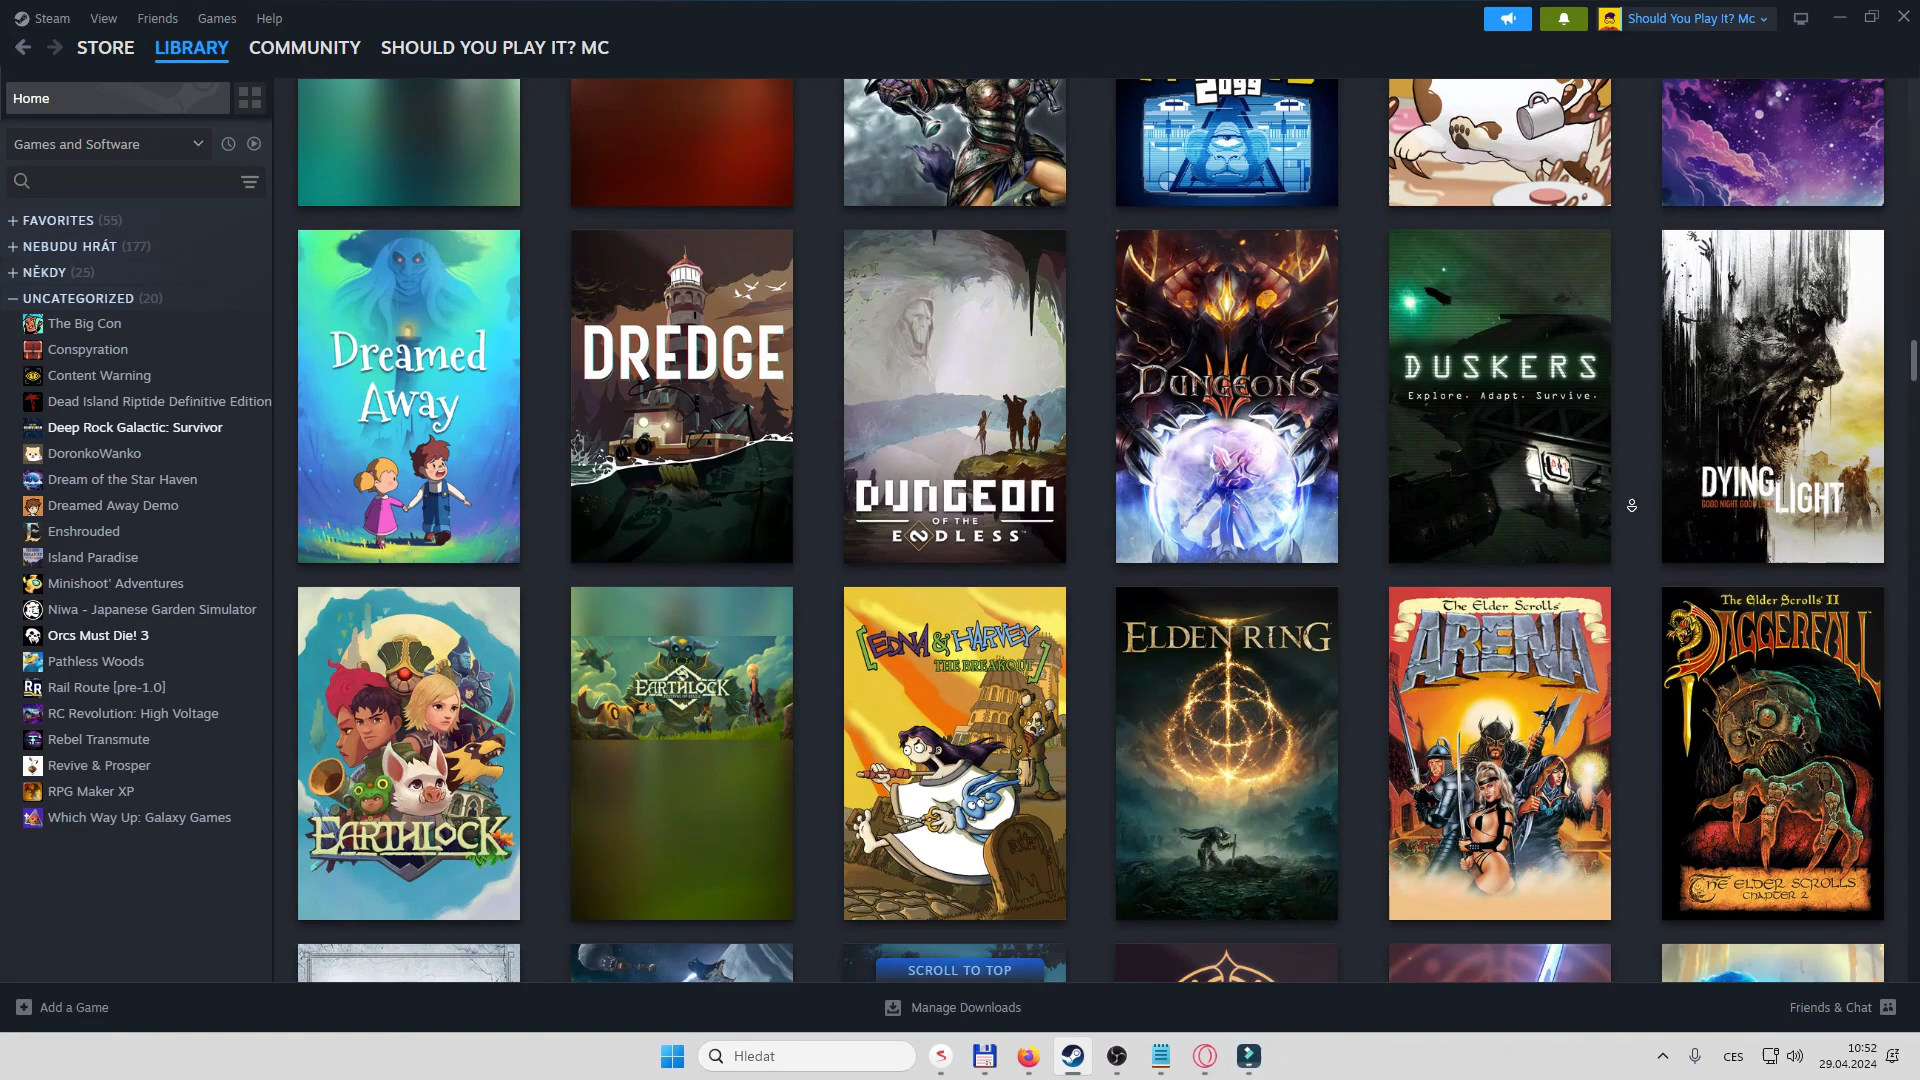 Steam View Friends Games Help
Should You Play It? Mc
STORE LIBRARY COMMUNITY SHOULD YOU PLAY IT? MC
Home
Games and Software
FAVORITES (55)
NEBUDU HRÁT (177)
NĚKDY (25)
UNCATEGORIZED (20)
The Big Con
Conspyration
Content Warning
Dead Island Riptide Definitive Edition
Deep Rock Galactic: Survivor
DoronkoWanko
Dream of the Star Haven
Dreamed Away Demo
Enshrouded
Island Paradise
Minishoot' Adventures
Niwa - Japanese Garden Simulator
Orcs Must Die! 3
Pathless Woods
Rail Route [pre-1.0]
RC Revolution: High Voltage
Rebel Transmute
Revive & Prosper
RPG Maker XP
Which Way Up: Galaxy Games
2099
Dreamed
Away
DREDGE
DUNGEON
OF THE
ENDLESS™
DUNGEONS
DUSKERS
Explore. Adapt. Survive.
DYING
LIGHT
GOOD NIGHT GOOD LUCK
EARTHLOCK
EARTHLOCK
[EDNA & HARVEY
THE BREAKOUT]
ELDEN RING
The Elder Scrolls
ARENA
The Elder Scrolls II
DAGGERFALL
THE ELDER SCROLLS
CHAPTER 2
SCROLL TO TOP
Add a Game
Manage Downloads
Friends & Chat
Hledat
CES
10:52
29.04.2024